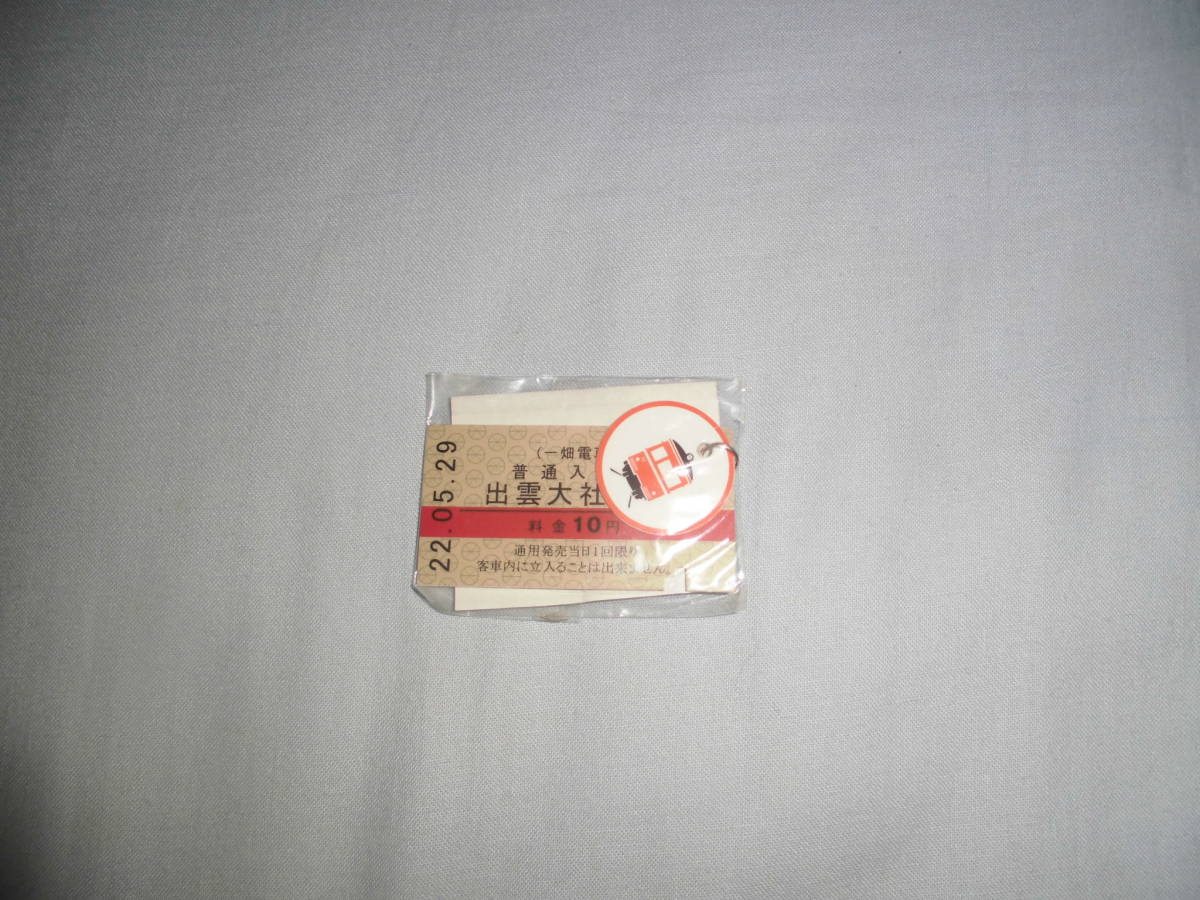 22.05.29
(一畑電車
普通入
出雲大社
料金10円
通用発売当日1回限り
客車内に立入ることは出来ません。